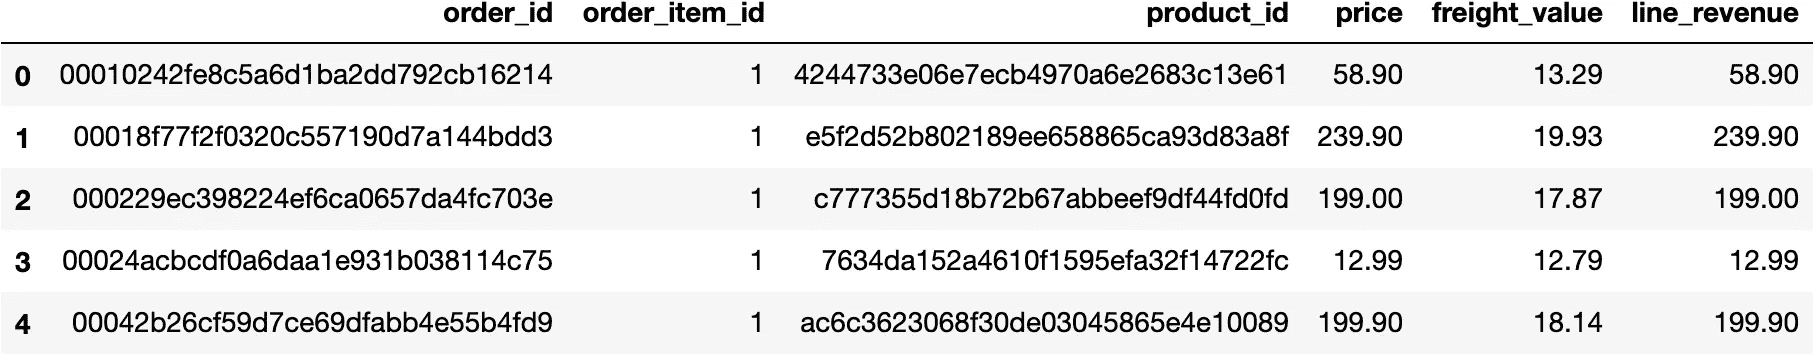 order_id order_item_id product_id price freight_value line_revenue
0 00010242fe8c5a6d1ba2dd792cb16214 1 4244733e06e7ecb4970a6e2683c13e61 58.90 13.29 58.90
1 00018f77f2f0320c557190d7a144bdd3 1 e5f2d52b802189ee658865ca93d83a8f 239.90 19.93 239.90
2 000229ec398224ef6ca0657da4fc703e 1 c777355d18b72b67abbeef9df44fd0fd 199.00 17.87 199.00
3 00024acbcdf0a6daa1e931b038114c75 1 7634da152a4610f1595efa32f14722fc 12.99 12.79 12.99
4 00042b26cf59d7ce69dfabb4e55b4fd9 1 ac6c3623068f30de03045865e4e10089 199.90 18.14 199.90